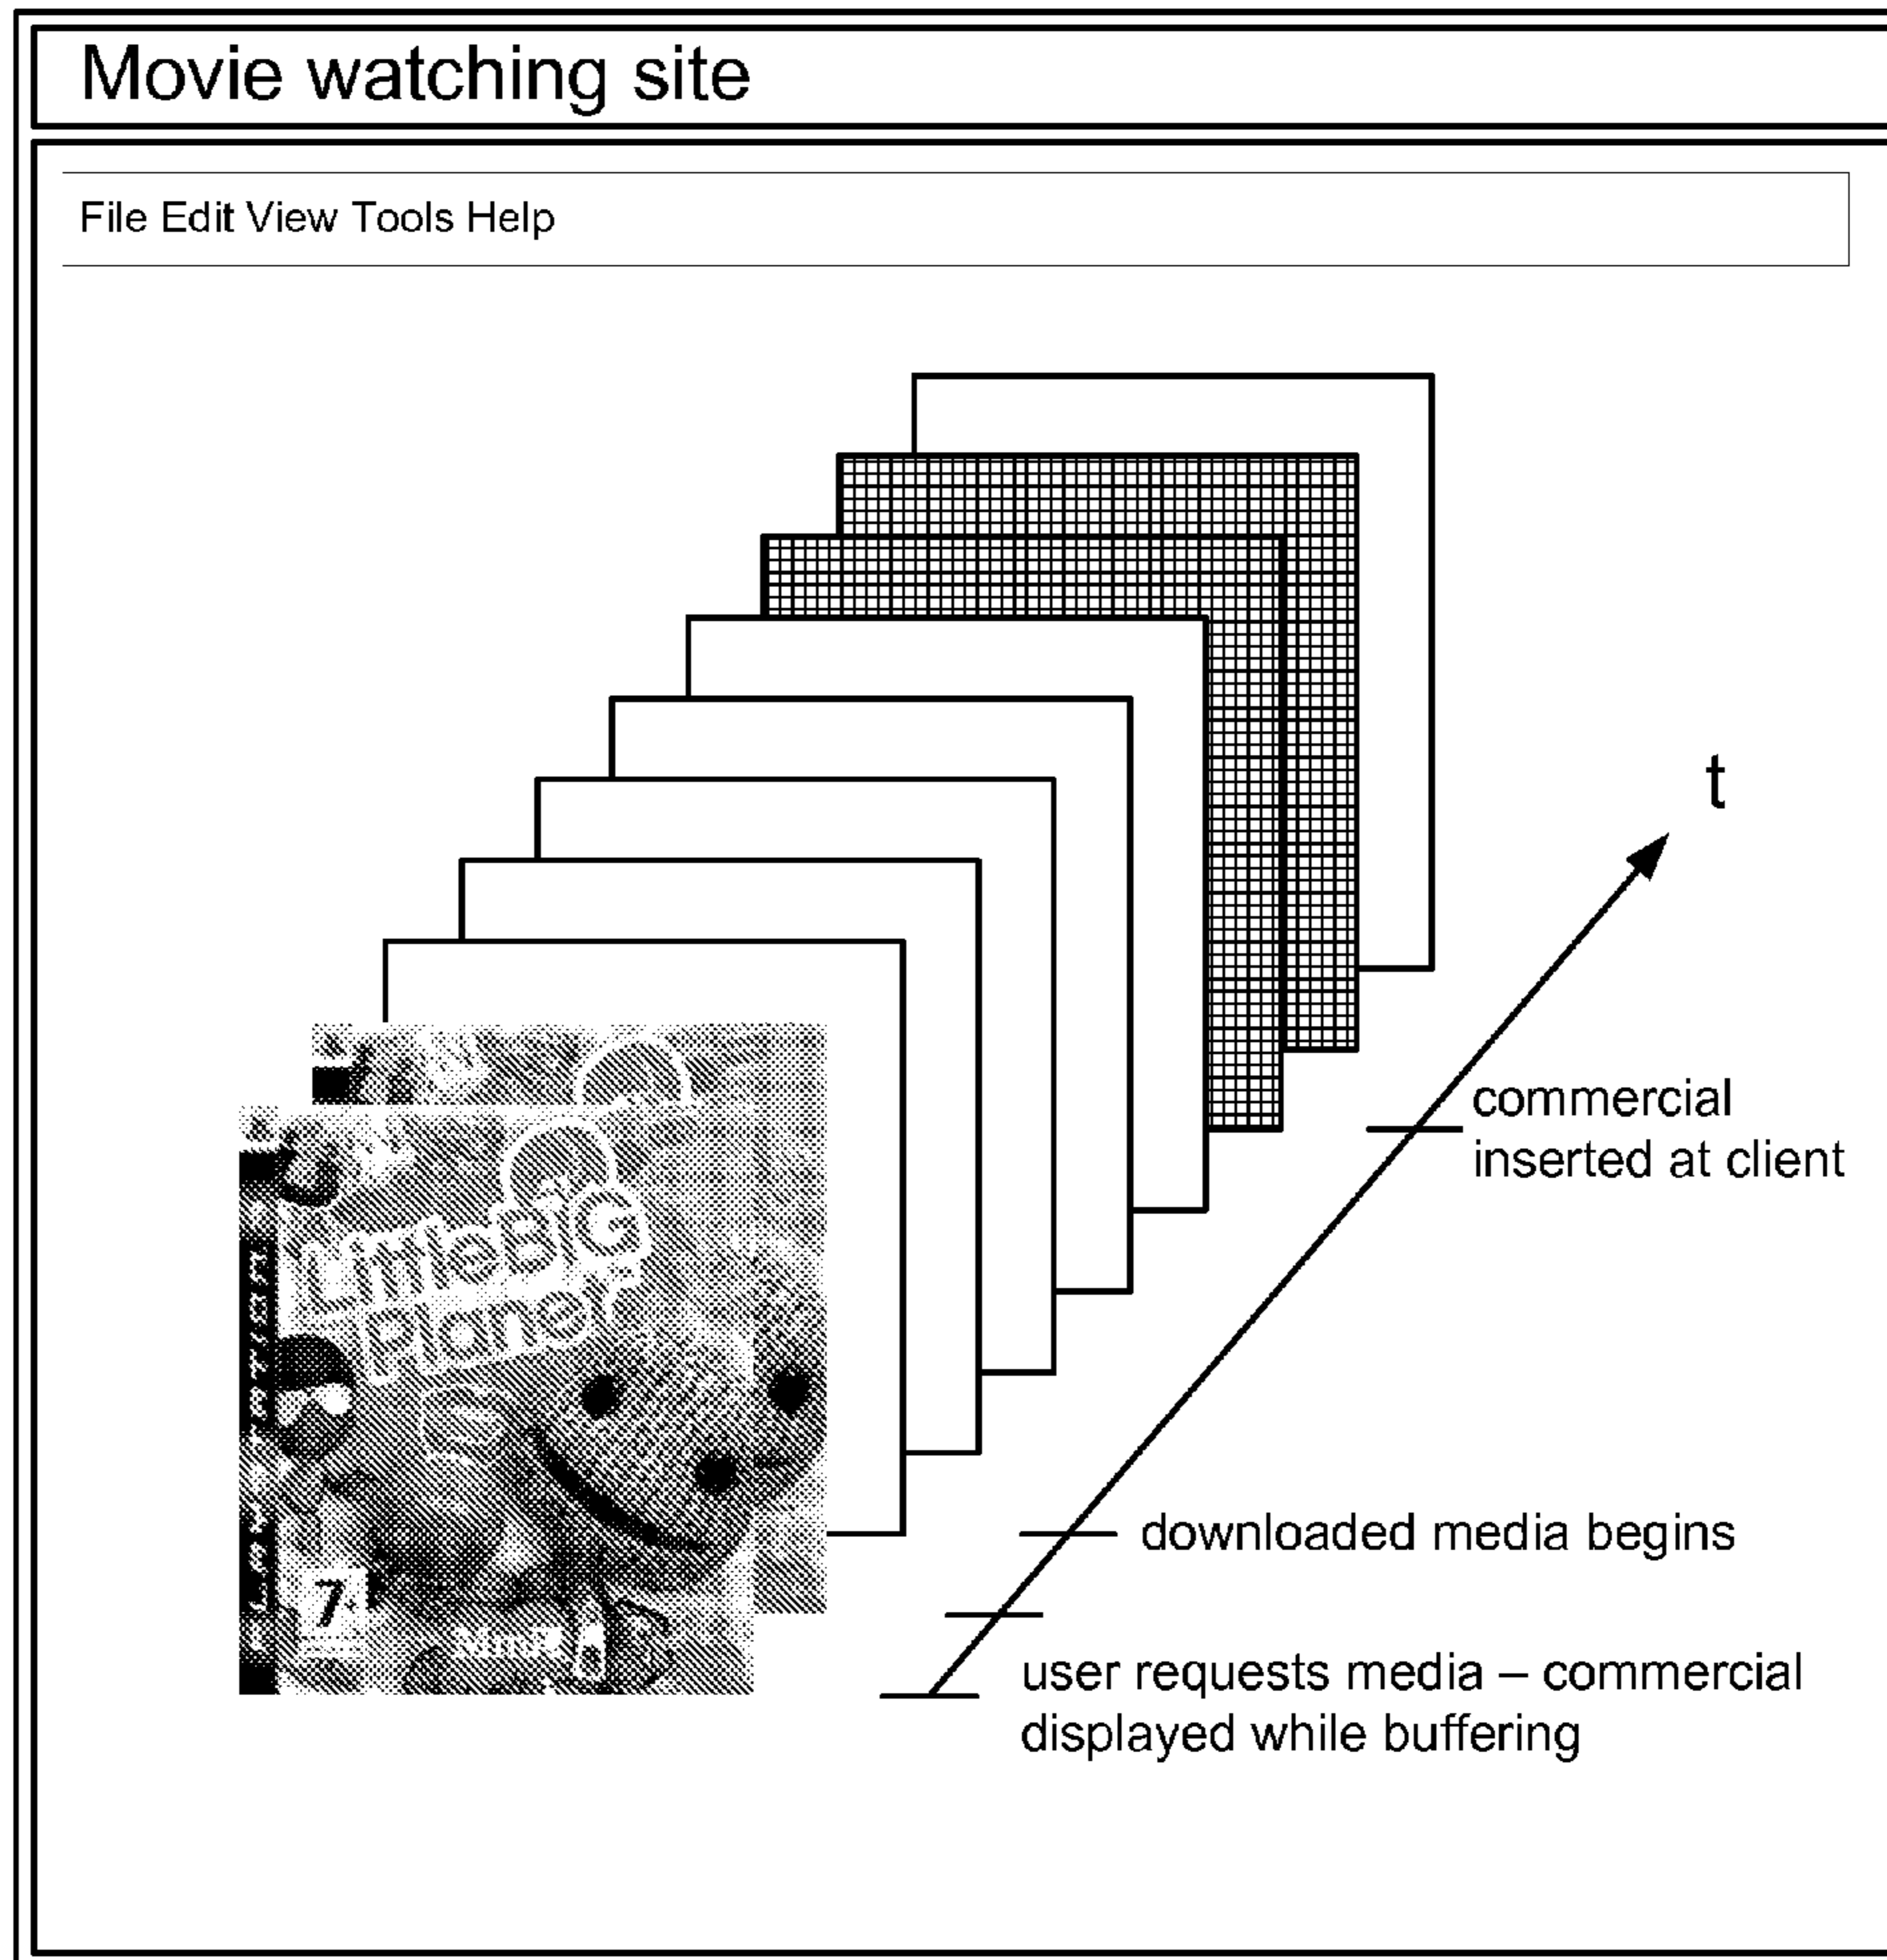 Movie watching site
File Edit View Tools Help
t
commercial
inserted at client
downloaded media begins
user requests media – commercial
displayed while buffering
LittleBIG
Planet
7+